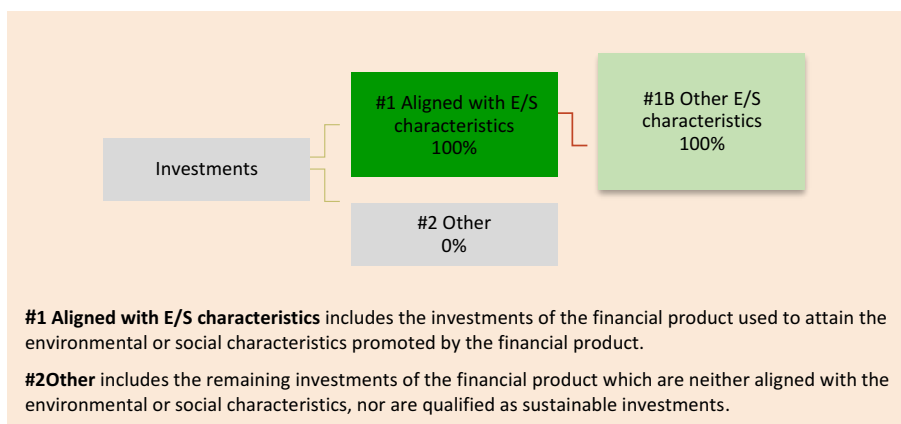 Investments
#1 Aligned with E/S
characteristics
100%
#1B Other E/S
characteristics
100%
#2 Other
0%
#1 Aligned with E/S characteristics includes the investments of the financial product used to attain the
environmental or social characteristics promoted by the financial product.
#2Other includes the remaining investments of the financial product which are neither aligned with the
environmental or social characteristics, nor are qualified as sustainable investments.